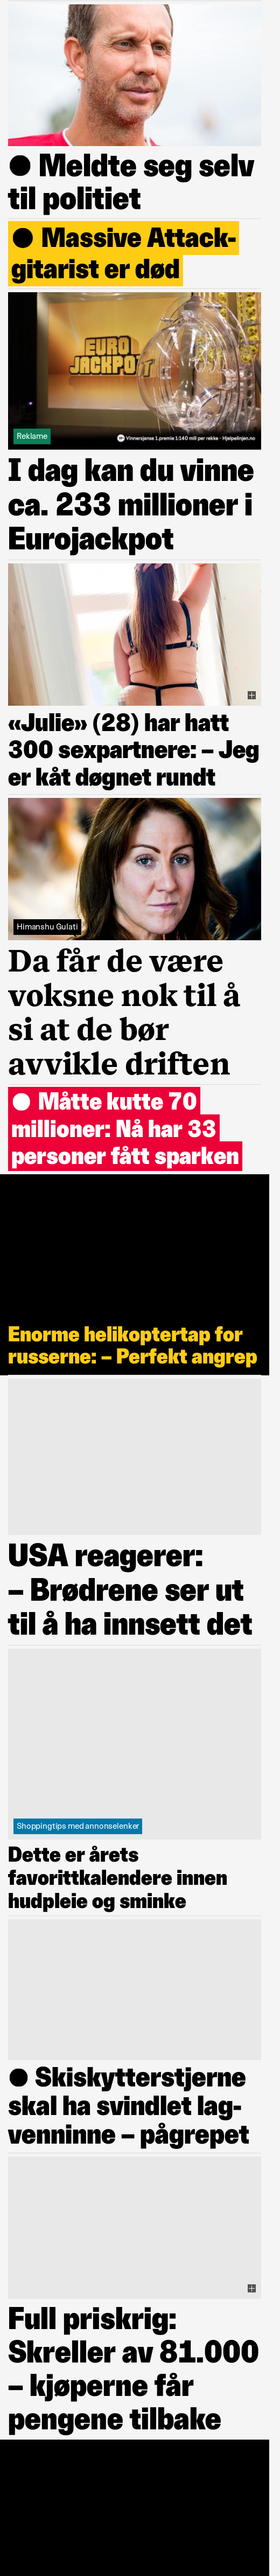 ● Meldte seg selv
til politiet
● Massive Attack-
gitarist er død
EURO
JACKPOT
Reklame
Vinnersjanse 1.premie 1:140 mill per rekke - Hjelpelinjen.no
I dag kan du vinne
ca. 233 millioner i
Eurojackpot
«Julie» (28) har hatt
300 sexpartnere: – Jeg
er kåt døgnet rundt
Himanshu Gulati
Da får de være
voksne nok til å
si at de bør
avvikle driften
● Måtte kutte 70
millioner: Nå har 33
personer fått sparken
Enorme helikoptertap for
russerne: – Perfekt angrep
USA reagerer:
– Brødrene ser ut
til å ha innsett det
Shoppingtips med annonselenker
Dette er årets
favorittkalendere innen
hudpleie og sminke
● Skiskytterstjerne
skal ha svindlet lag-
venninne – pågrepet
Full priskrig:
Skreller av 81.000
– kjøperne får
pengene tilbake